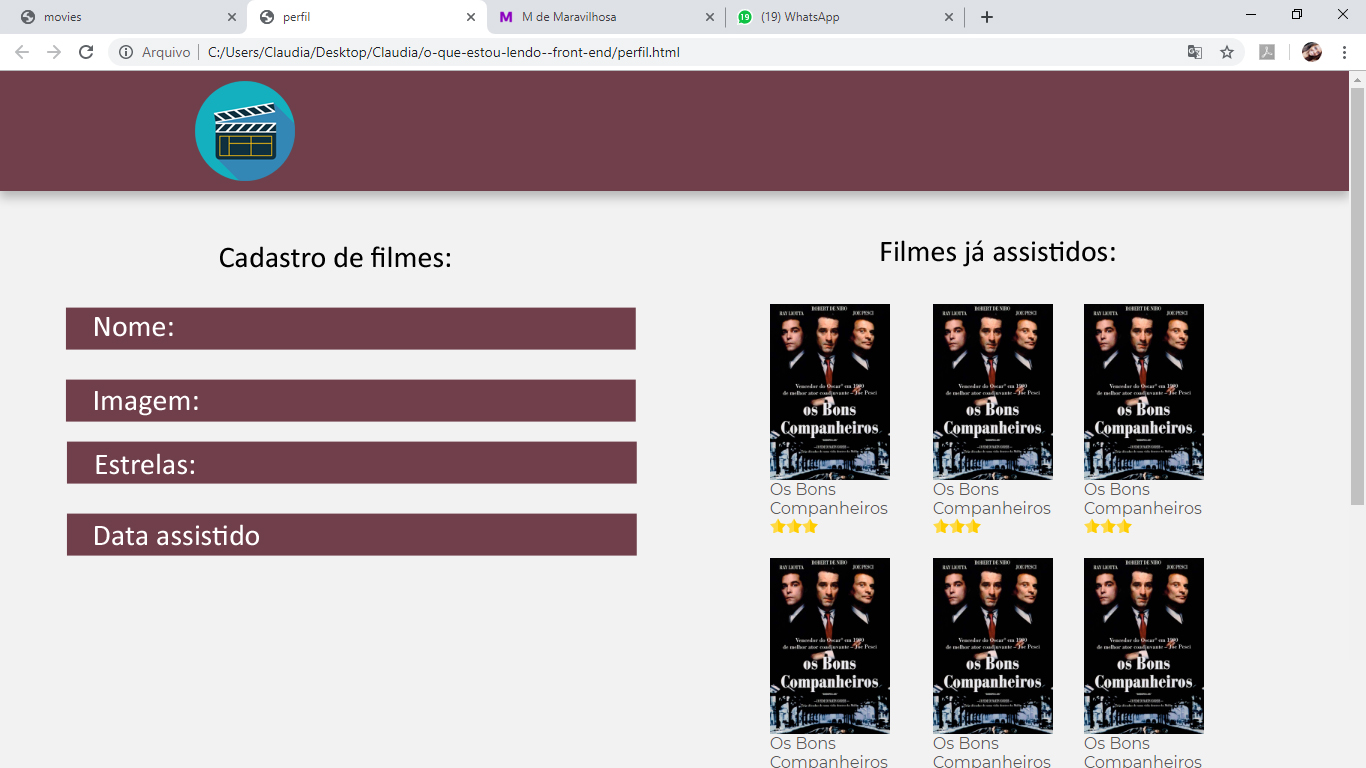 movies
perfil
M de Maravilhosa
(19) WhatsApp
Arquivo
C:/Users/Claudia/Desktop/Claudia/o-que-estou-lendo--front-end/perfil.html
Cadastro de filmes:
Nome:
Imagem:
Estrelas:
Data assistido
Filmes já assistidos:
ROBERT DE NIRO
RAY LIOTTA JOE PESCI
Vencedor do Oscar® em 1990
de melhor ator coadjuvante – Joe Pesci
os Bons
Companheiros
ROBERT DE NIRO
RAY LIOTTA JOE PESCI
Vencedor do Oscar® em 1990
de melhor ator coadjuvante – Joe Pesci
os Bons
Companheiros
ROBERT DE NIRO
RAY LIOTTA JOE PESCI
Vencedor do Oscar® em 1990
de melhor ator coadjuvante – Joe Pesci
os Bons
Companheiros
Os Bons
Companheiros
Os Bons
Companheiros
Os Bons
Companheiros
ROBERT DE NIRO
RAY LIOTTA JOE PESCI
Vencedor do Oscar® em 1990
de melhor ator coadjuvante – Joe Pesci
os Bons
Companheiros
ROBERT DE NIRO
RAY LIOTTA JOE PESCI
Vencedor do Oscar® em 1990
de melhor ator coadjuvante – Joe Pesci
os Bons
Companheiros
ROBERT DE NIRO
RAY LIOTTA JOE PESCI
Vencedor do Oscar® em 1990
de melhor ator coadjuvante – Joe Pesci
os Bons
Companheiros
Os Bons
Companheiros
Os Bons
Companheiros
Os Bons
Companheiros